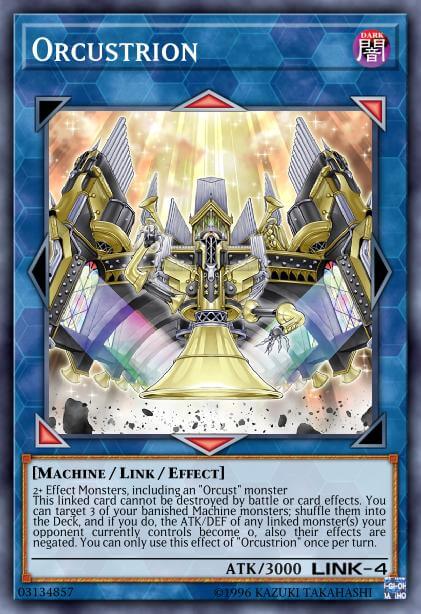 ORCUSTRION
DARK
闇
[MACHINE / LINK / EFFECT]
2+ Effect Monsters, including an "Orcust" monster
This linked card cannot be destroyed by battle or card effects. You
can target 3 of your banished Machine monsters; shuffle them into
the Deck, and if you do, the ATK/DEF of any linked monster(s) your
opponent currently controls become 0, also their effects are
negated. You can only use this effect of "Orcustrion" once per turn.
ATK/3000 LINK-4
03134857 ©1996 KAZUKI TAKAHASHI